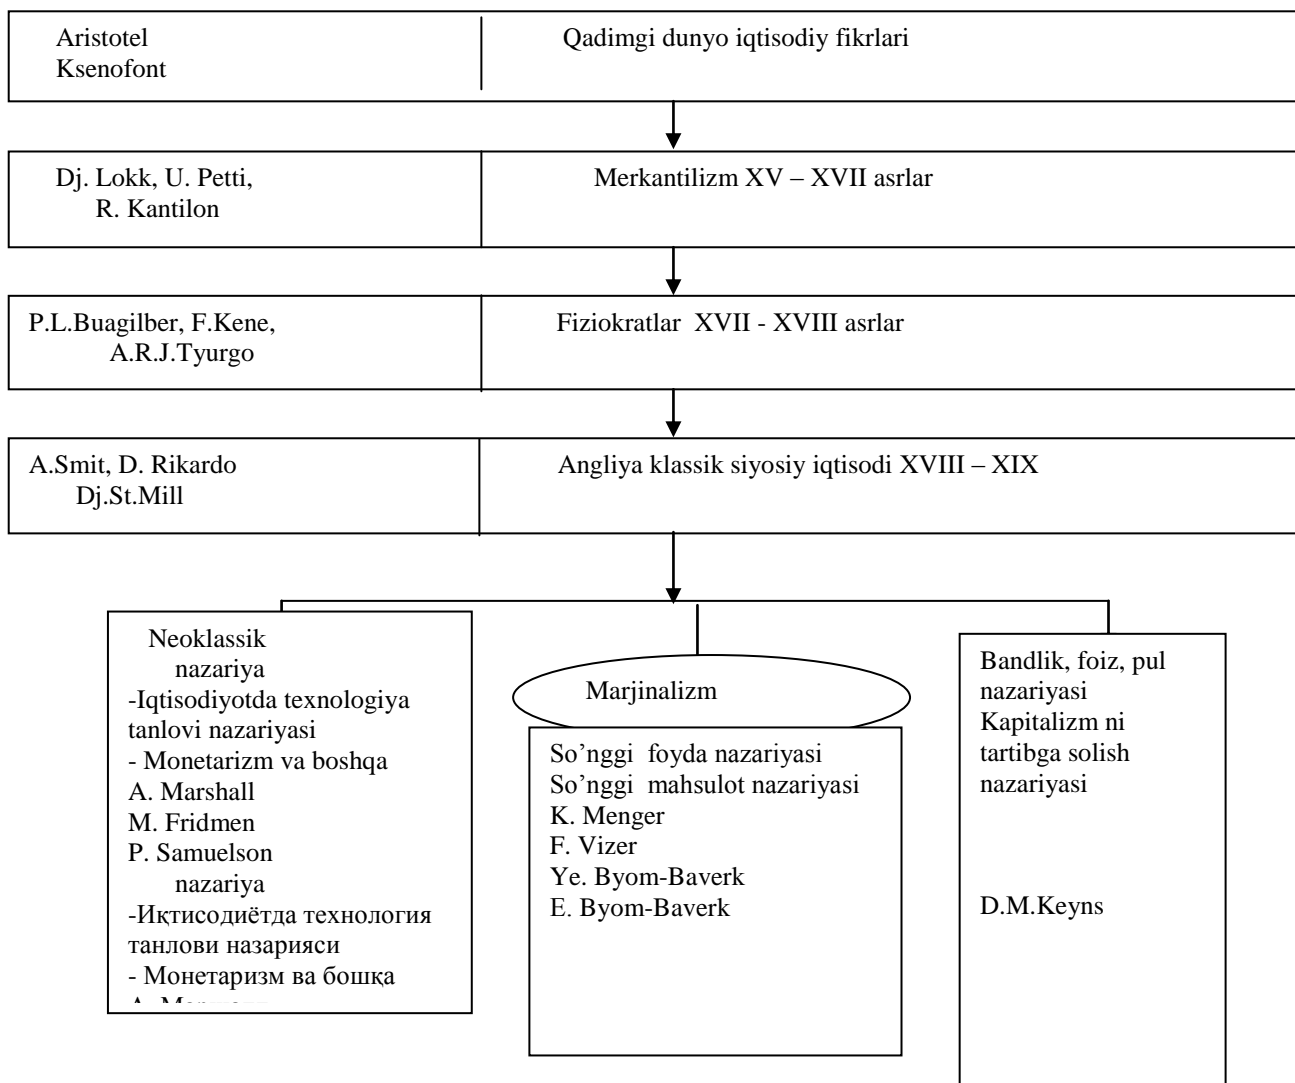 Aristotel
Ksenofont
Qadimgi dunyo iqtisodiy fikrlari
Dj. Lokk, U. Petti,
R. Kantilon
Merkantilizm XV – XVII asrlar
P.L.Buagilber, F.Kene,
A.R.J.Tyurgo
Fiziokratlar XVII - XVIII asrlar
A.Smit, D. Rikardo
Dj.St.Mill
Angliya klassik siyosiy iqtisodi XVIII – XIX
Neoklassik
nazariya
-Iqtisodiyotda texnologiya
tanlovi nazariyasi
- Monetarizm va boshqa
A. Marshall
M. Fridmen
P. Samuelson
nazariya
-Иқтисодиётда технология
танлови назарияси
- Монетаризм ва бошқа
Marjinalizm
So’nggi foyda nazariyasi
So’nggi mahsulot nazariyasi
K. Menger
F. Vizer
Ye. Byom-Baverk
E. Byom-Baverk
Bandlik, foiz, pul
nazariyasi
Kapitalizm ni
tartibga solish
nazariyasi
D.M.Keyns